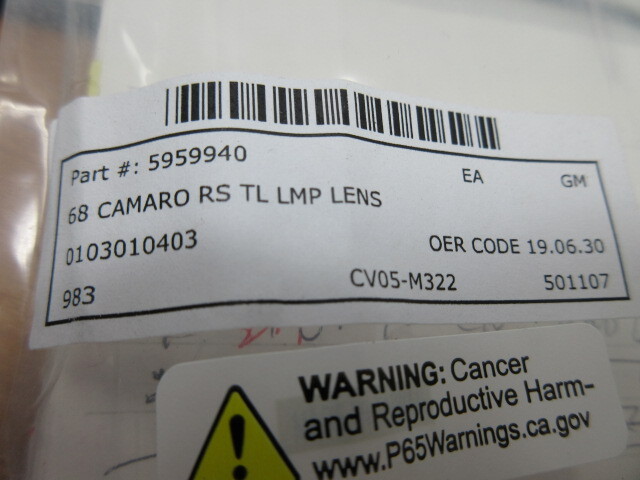 Part #: 5959940 EA GM
68 CAMARO RS TL LMP LENS
0103010403 OER CODE 19.06.30
983 CV05-M322 501107
WARNING: Cancer
and Reproductive Harm-
www.P65Warnings.ca.gov